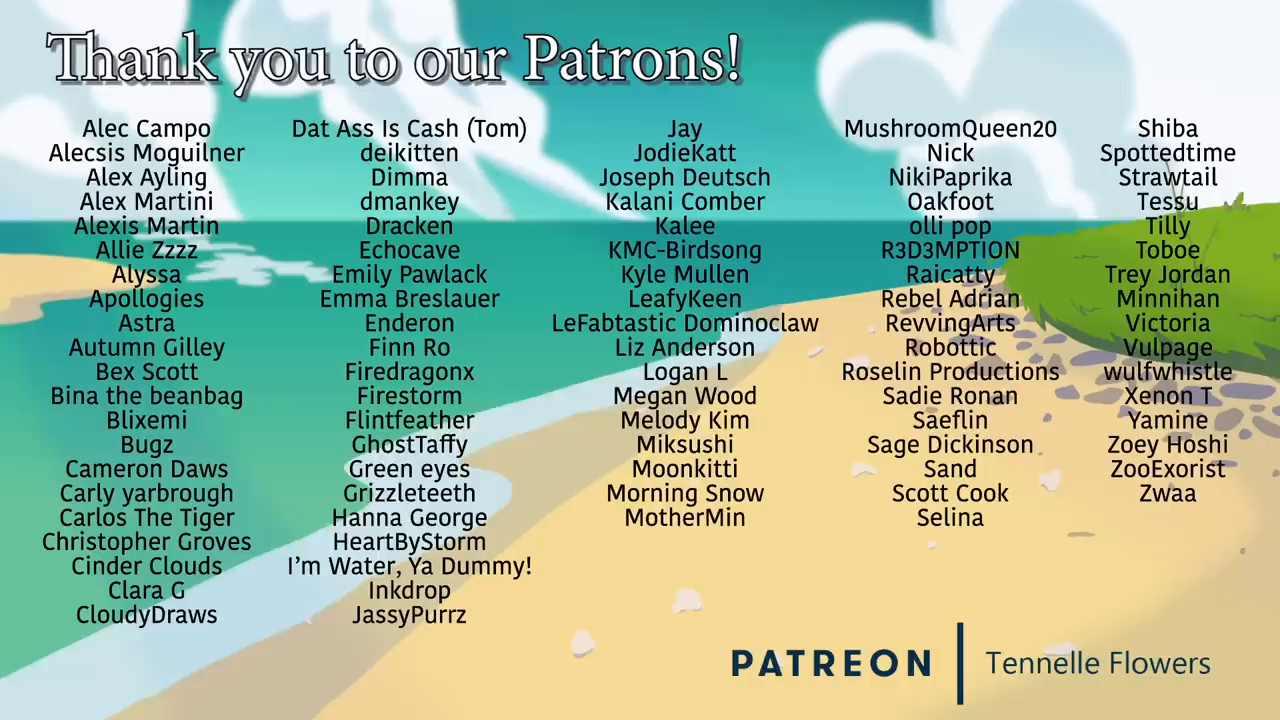 Thank you to our Patrons!
Alec Campo
Alecsis Moguilner
Alex Ayling
Alex Martini
Alexis Martin
Allie Zzzz
Alyssa
Apollogies
Astra
Autumn Gilley
Bex Scott
Bina the beanbag
Blixemi
Bugz
Cameron Daws
Carly yarbrough
Carlos The Tiger
Christopher Groves
Cinder Clouds
Clara G
CloudyDraws
Dat Ass Is Cash (Tom)
deikitten
Dimma
dmankey
Dracken
Echocave
Emily Pawlack
Emma Breslauer
Enderon
Finn Ro
Firedragonx
Firestorm
Flintfeather
GhostTaffy
Green eyes
Grizzleteeth
Hanna George
HeartByStorm
I'm Water, Ya Dummy!
Inkdrop
JassyPurrz
Jay
JodieKatt
Joseph Deutsch
Kalani Comber
Kalee
KMC-Birdsong
Kyle Mullen
LeafyKeen
LeFabtastic Dominoclaw
Liz Anderson
Logan L
Megan Wood
Melody Kim
Miksushi
Moonkitti
Morning Snow
MotherMin
MushroomQueen20
Nick
NikiPaprika
Oakfoot
olli pop
R3D3MPTION
Raicatty
Rebel Adrian
RevvingArts
Robottic
Roselin Productions
Sadie Ronan
Saeflin
Sage Dickinson
Sand
Scott Cook
Selina
Shiba
Spottedtime
Strawtail
Tessu
Tilly
Toboe
Trey Jordan
Minnihan
Victoria
Vulpage
wulfwhistle
Xenon T
Yamine
Zoey Hoshi
ZooExorist
Zwaa
PATREON
Tennelle Flowers